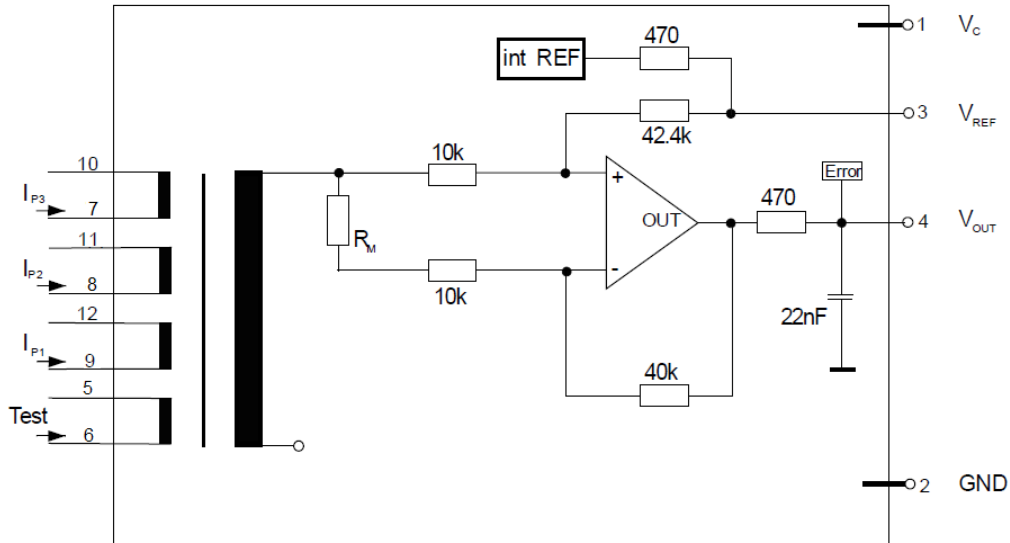 1 V_C
470
int REF
3 V_REF
42.4k
10k
10
+
Error
I_P3
7
470
OUT
4 V_OUT
R_M
11
-
10k
I_P2
8
22nF
12
I_P1
9
40k
5
Test
6
2 GND